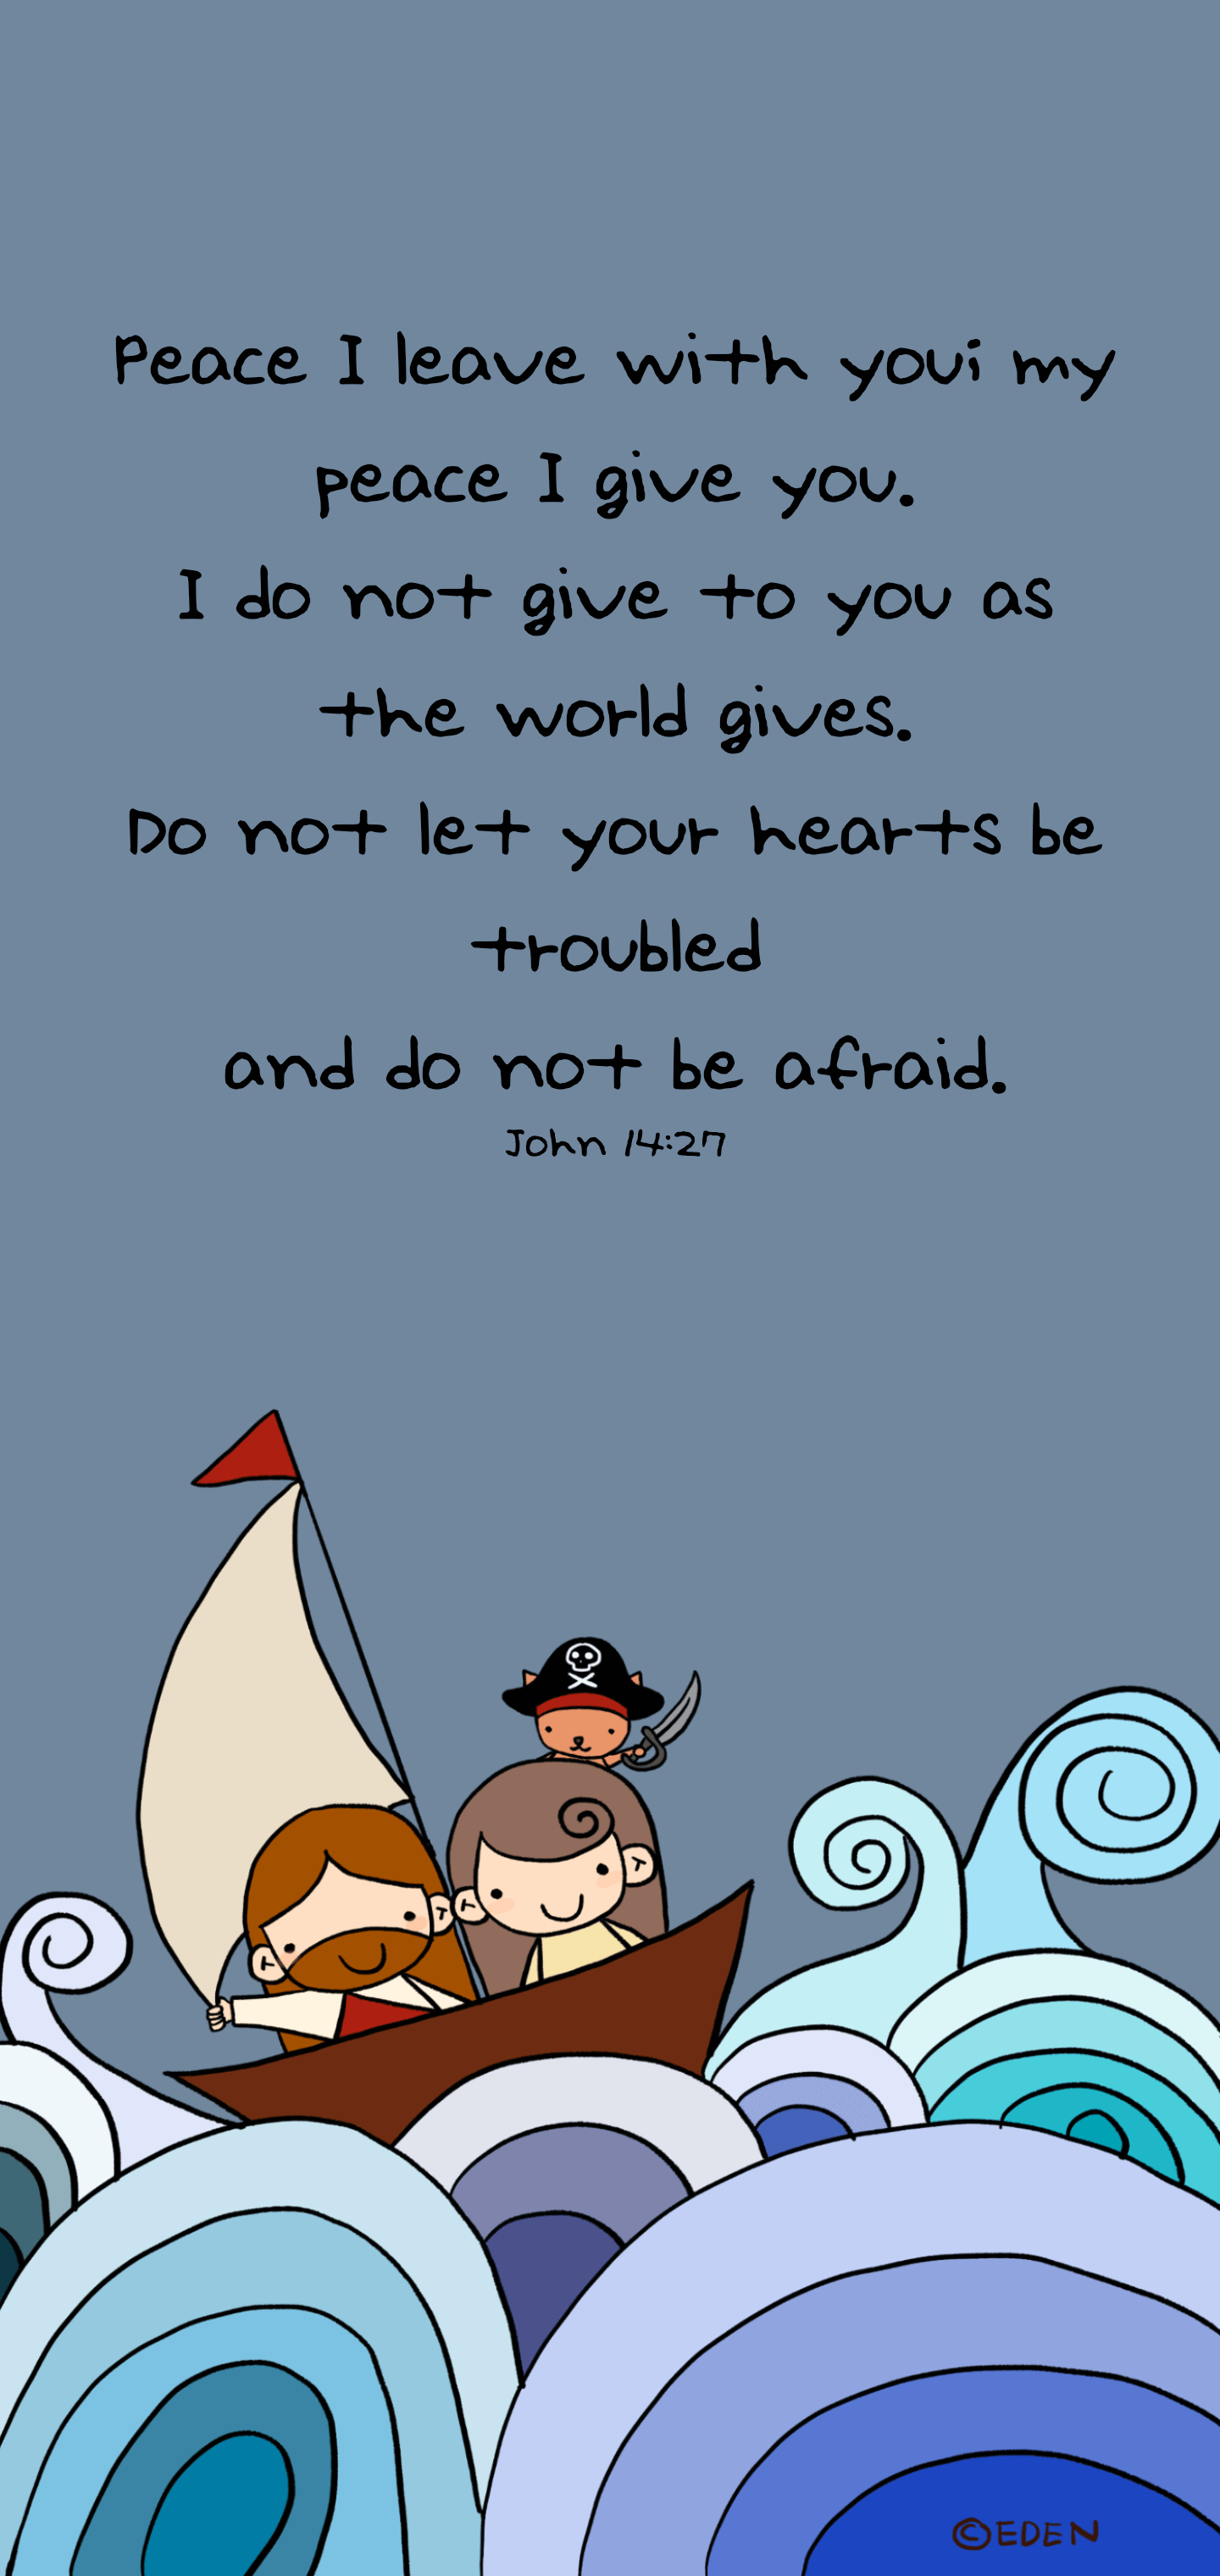 Peace I leave with youi my
peace I give you.
I do not give to you as
the world gives.
Do not let your hearts be
troubled
and do not be afraid.
John 14:27
©EDEN